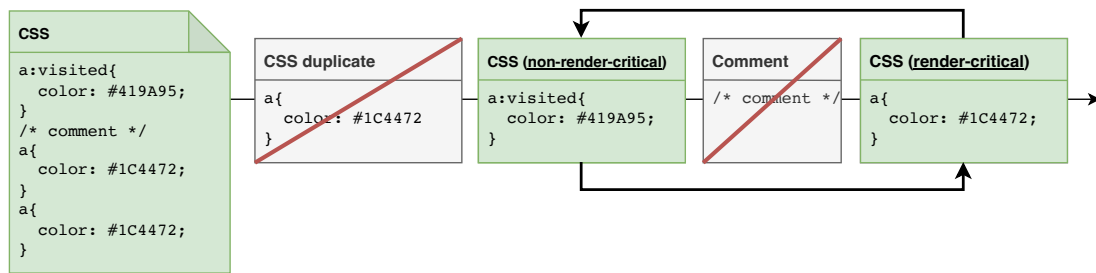 CSS
a:visited{
color: #419A95;
}
/* comment */
a{
color: #1C4472;
}
a{
color: #1C4472;
}
CSS duplicate
a{
color: #1C4472
}
CSS (non-render-critical)
a:visited{
color: #419A95;
}
Comment
/* comment */
CSS (render-critical)
a{
color: #1C4472;
}